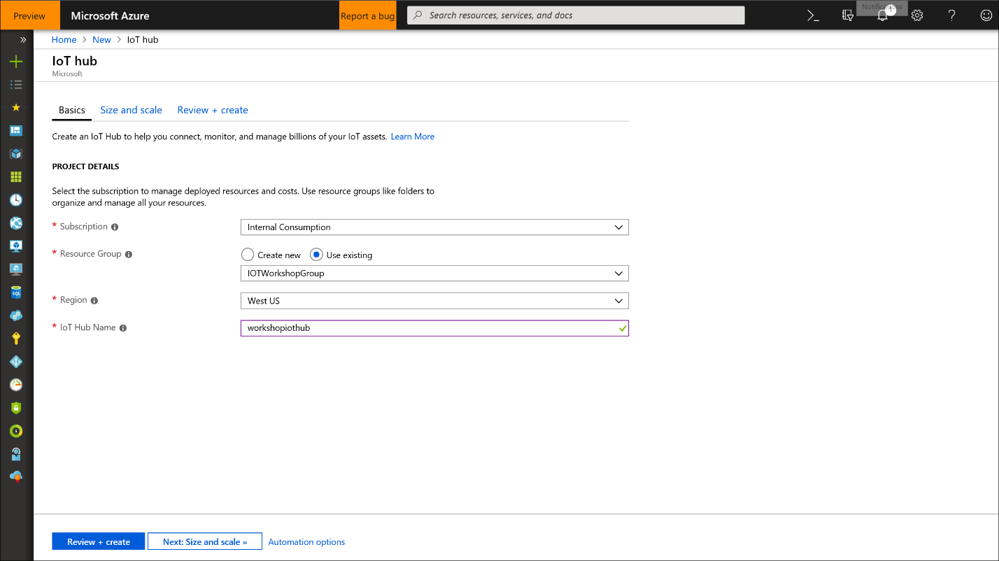 Preview
Microsoft Azure
Report a bug
Search resources, services, and docs
Notifications
1
Home > New > IoT hub
IoT hub
Microsoft
Basics
Size and scale
Review + create
Create an IoT Hub to help you connect, monitor, and manage billions of your IoT assets. Learn More
PROJECT DETAILS
Select the subscription to manage deployed resources and costs. Use resource groups like folders to
organize and manage all your resources.
* Subscription
Internal Consumption
* Resource Group
Create new
Use existing
IOTWorkshopGroup
* Region
West US
* IoT Hub Name
workshopiothub
SQL
Review + create
Next: Size and scale »
Automation options